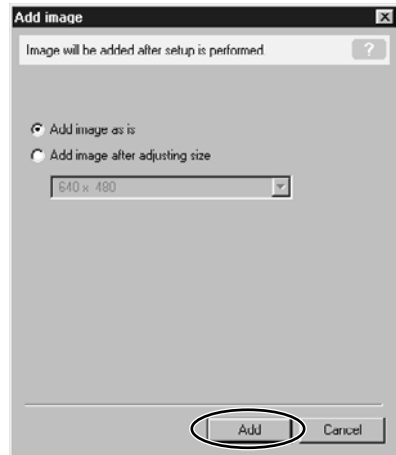 Add image
Image will be added after setup is performed.
?
Add image as is
Add image after adjusting size
640 x 480
Add
Cancel